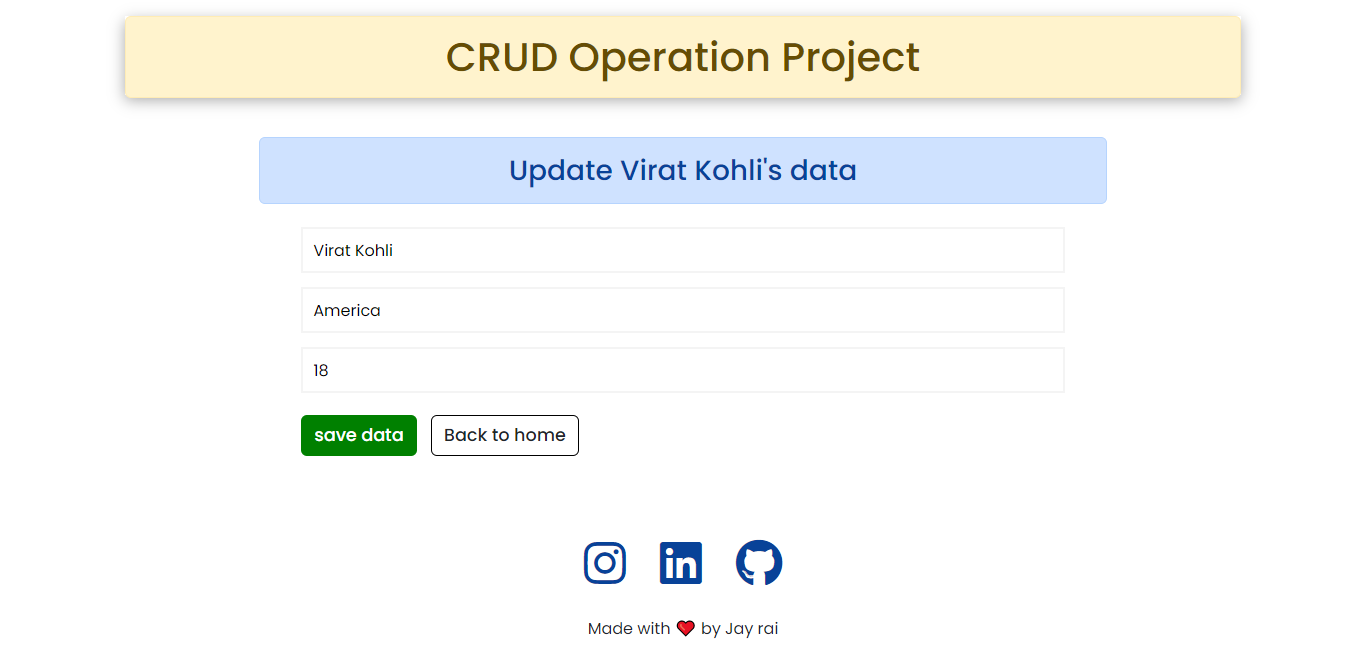 CRUD Operation Project
Update Virat Kohli's data
Virat Kohli
America
18
save data
Back to home
Made with ❤ by Jay rai